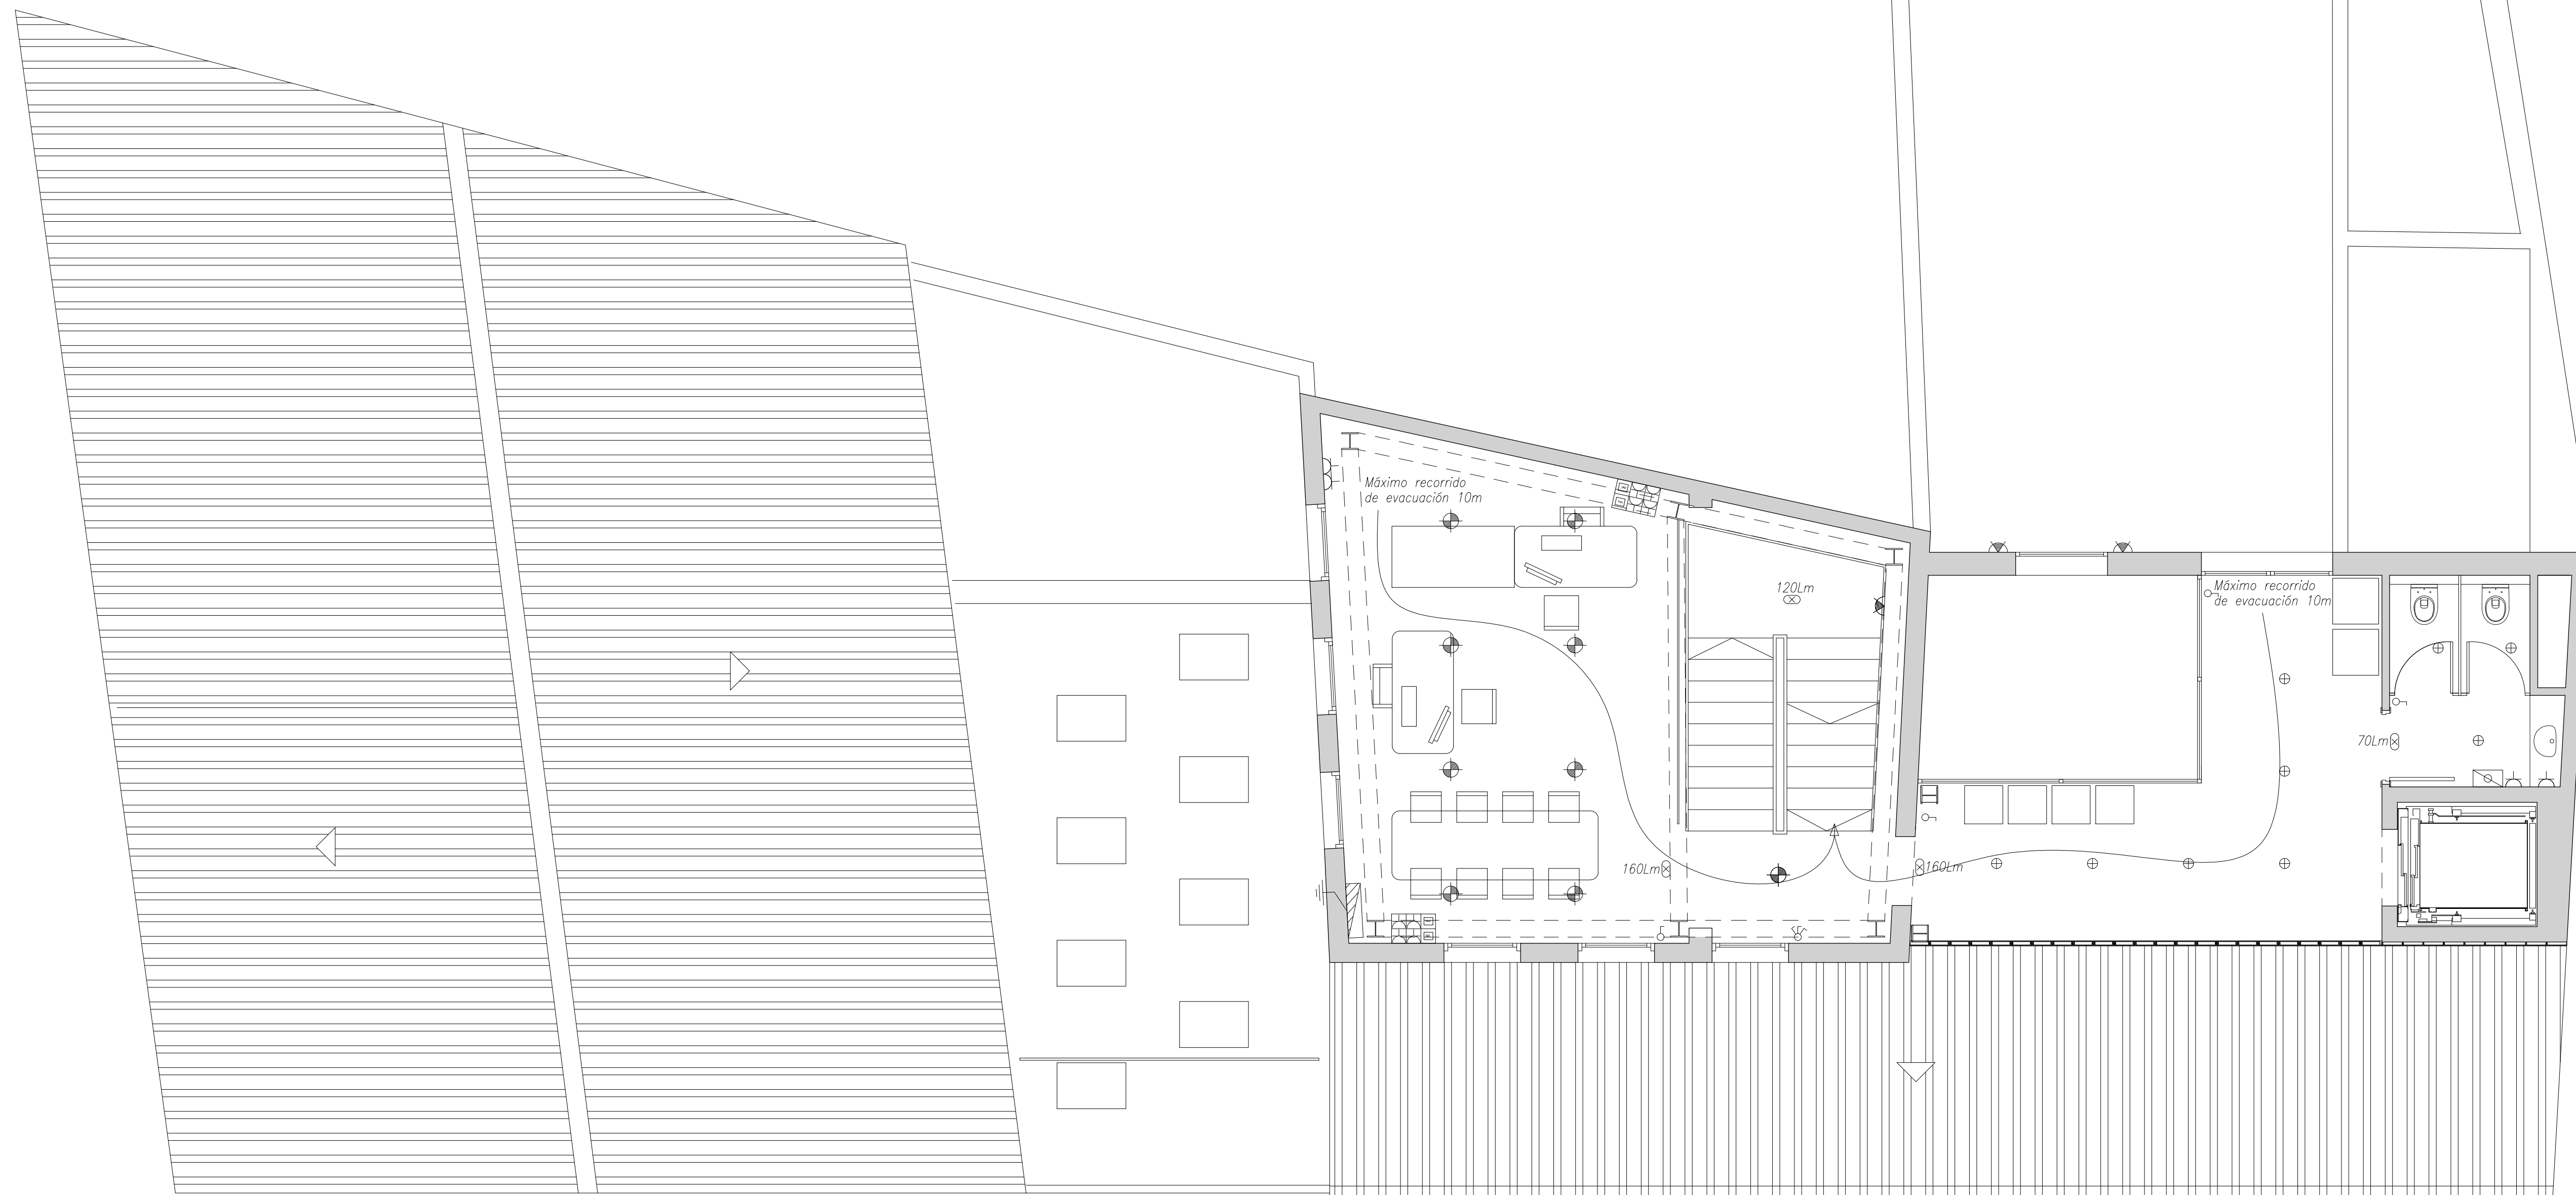 Máximo recorrido
de evacuación 10m
120Lm
Máximo recorrido
de evacuación 10m
70Lm
160Lm
160Lm